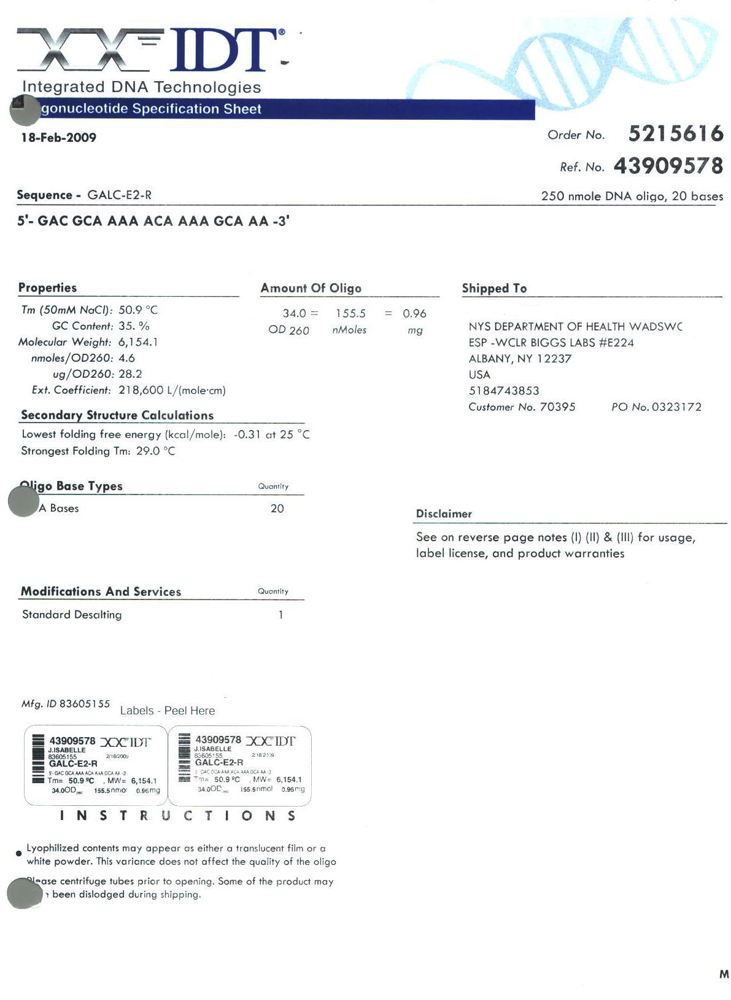 IDT®
Integrated DNA Technologies
gonucleotide Specification Sheet
18-Feb-2009
Order No. 5215616
Ref. No. 43909578
Sequence - GALC-E2-R
250 nmole DNA oligo, 20 bases
5'- GAC GCA AAA ACA AAA GCA AA -3'
Properties
Tm (50mM NaCl): 50.9 °C
GC Content: 35. %
Molecular Weight: 6,154.1
nmoles/OD260: 4.6
ug/OD260: 28.2
Ext. Coefficient: 218,600 L/(mole·cm)
Amount Of Oligo
34.0 = 155.5 = 0.96
OD 260 nMoles mg
Shipped To
NYS DEPARTMENT OF HEALTH WADSWC
ESP -WCLR BIGGS LABS #E224
ALBANY, NY 12237
USA
5184743853
Customer No. 70395 PO No. 0323172
Secondary Structure Calculations
Lowest folding free energy (kcal/mole): -0.31 at 25 °C
Strongest Folding Tm: 29.0 °C
Oligo Base Types Quantity
A Bases 20
Disclaimer
See on reverse page notes (I) (II) & (III) for usage,
label license, and product warranties
Modifications And Services Quantity
Standard Desalting 1
Mfg. ID 83605155
Labels - Peel Here
43909578 IDT
J.ISABELLE
83605155 2/18/2009
GALC-E2-R
5'- GAC GCA AAA ACA AAA GCA AA -3'
Tm= 50.9 ºC , MW= 6,154.1
34.0OD260 155.5nmol 0.96mg
43909578 IDT
J.ISABELLE
83605155 2/18/2009
GALC-E2-R
5'- GAC GCA AAA ACA AAA GCA AA -3'
Tm= 50.9 ºC , MW= 6,154.1
34.0OD260 155.5nmol 0.96mg
INSTRUCTIONS
Lyophilized contents may appear as either a translucent film or a
white powder. This variance does not affect the quality of the oligo
Please centrifuge tubes prior to opening. Some of the product may
been dislodged during shipping.
M